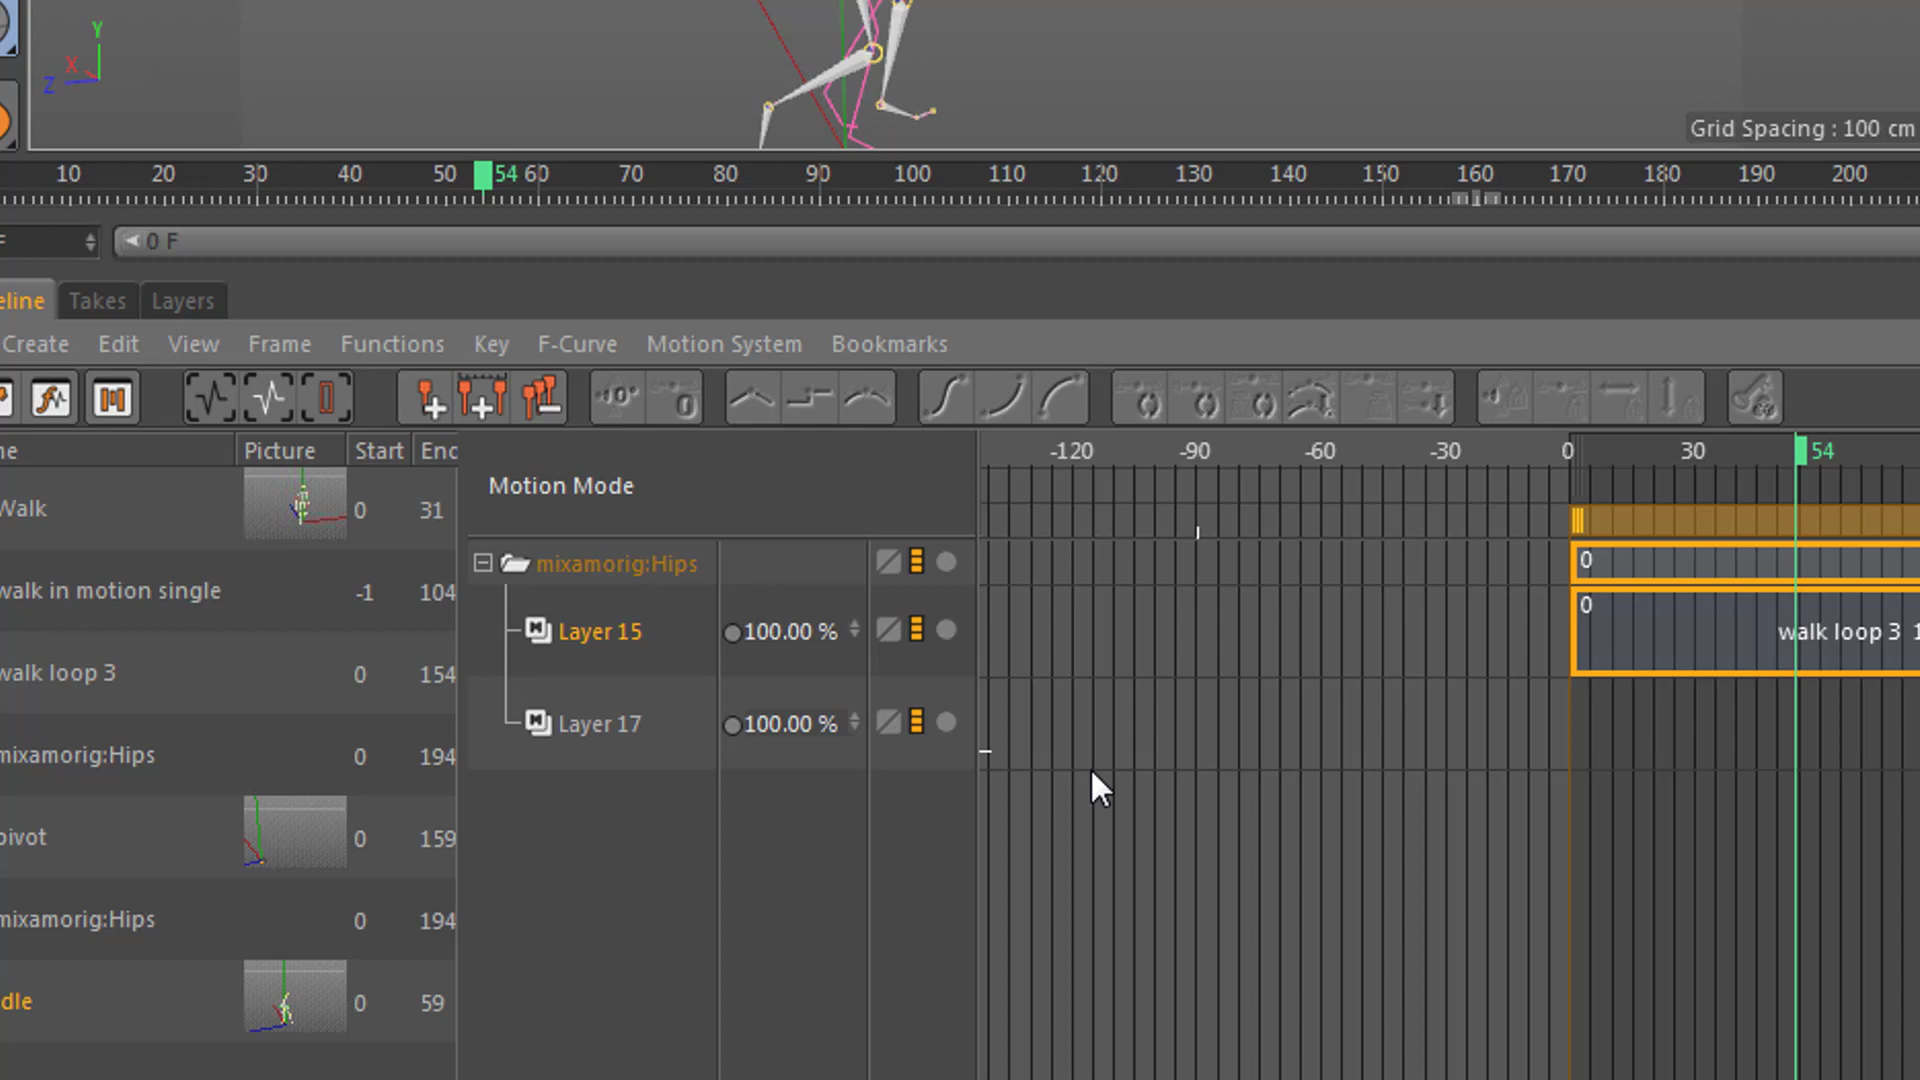 Y
X
Z
Grid Spacing : 100 cm
10 20 30 40 50 54 60 70 80 90 100 110 120 130 140 150 160 170 180 190 200
F 0 F
eline Takes Layers
Create Edit View Frame Functions Key F-Curve Motion System Bookmarks
me Picture Start Enc
Motion Mode
-120 -90 -60 -30 0 30 54
Walk 0 31
mixamorig:Hips
0
walk in motion single -1 104
0
Layer 15 100.00 %
walk loop 3 1
walk loop 3 0 154
Layer 17 100.00 %
mixamorig:Hips 0 194
pivot 0 159
mixamorig:Hips 0 194
dle 0 59